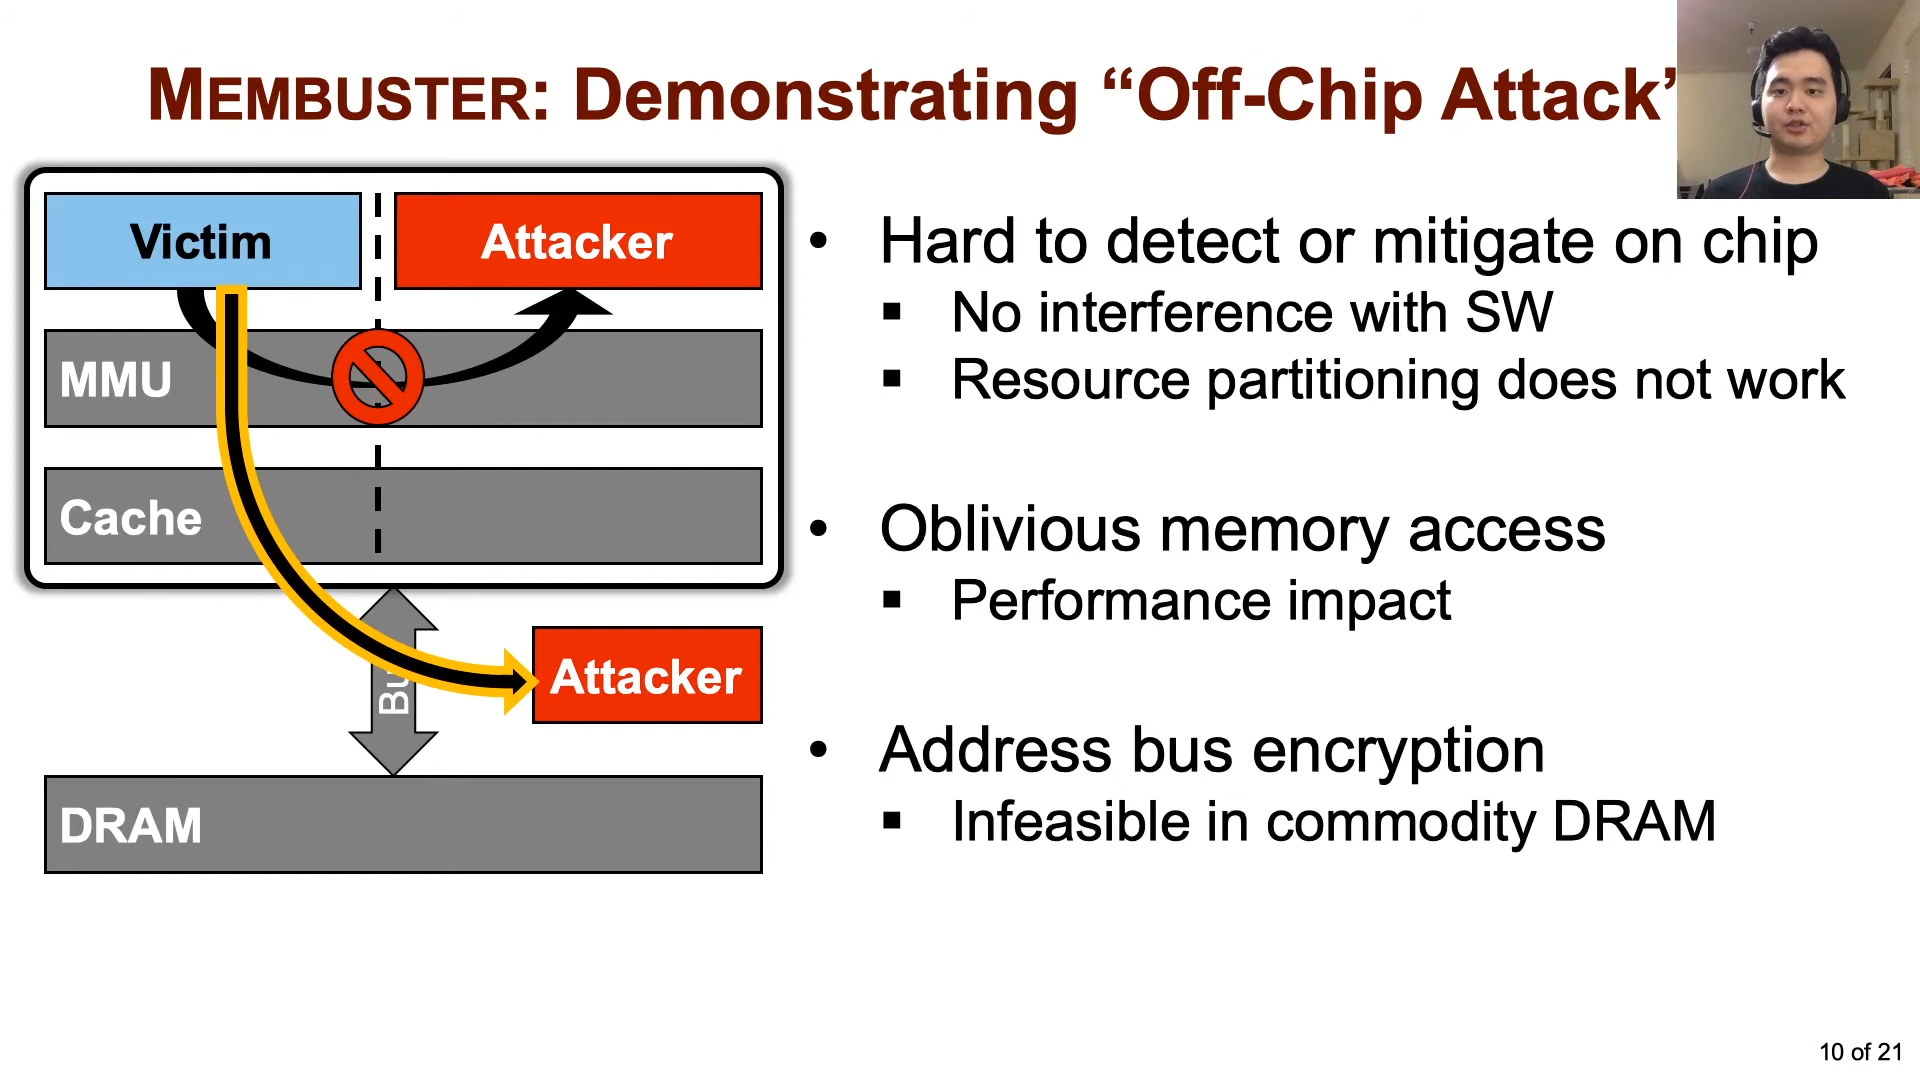 MEMBUSTER: Demonstrating “Off-Chip Attack’
Victim
Attacker
MMU
Cache
Attacker
DRAM
• Hard to detect or mitigate on chip
▪ No interference with SW
▪ Resource partitioning does not work
• Oblivious memory access
▪ Performance impact
• Address bus encryption
▪ Infeasible in commodity DRAM
10 of 21